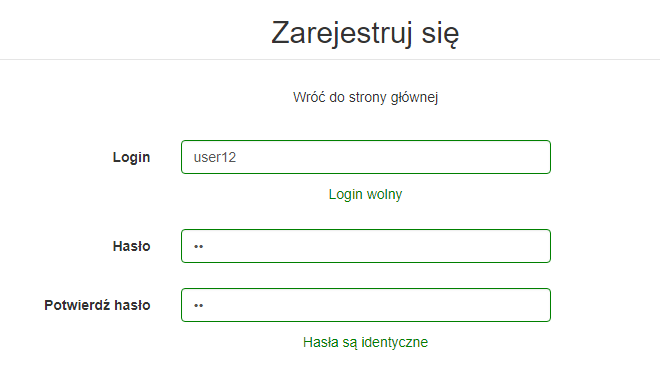 Zarejestruj się
Wróć do strony głównej
Login
user12
Login wolny
Hasło
••
Potwierdź hasło
••
Hasła są identyczne